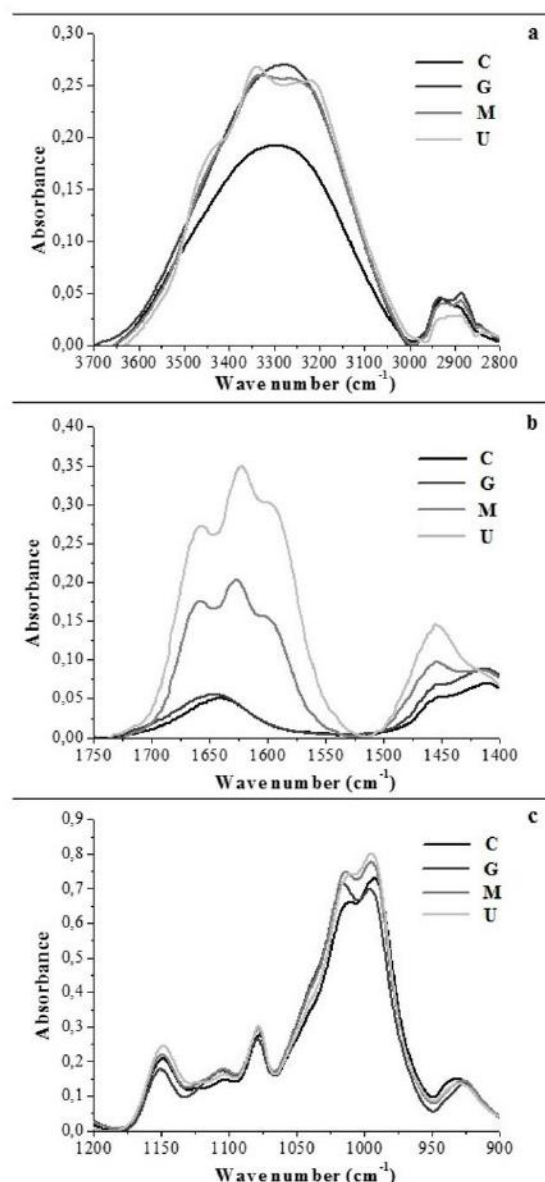 a
0,30
0,25
0,20
0,15
0,10
0,05
0,00
Absorbance
C
G
M
U
3700 3600 3500 3400 3300 3200 3100 3000 2900 2800
Wave number (cm-1)
b
0,40
0,35
0,30
0,25
0,20
0,15
0,10
0,05
0,00
Absorbance
C
G
M
U
1750 1700 1650 1600 1550 1500 1450 1400
Wave number (cm-1)
c
0,9
0,8
0,7
0,6
0,5
0,4
0,3
0,2
0,1
0,0
Absorbance
C
G
M
U
1200 1150 1100 1050 1000 950 900
Wave number (cm-1)